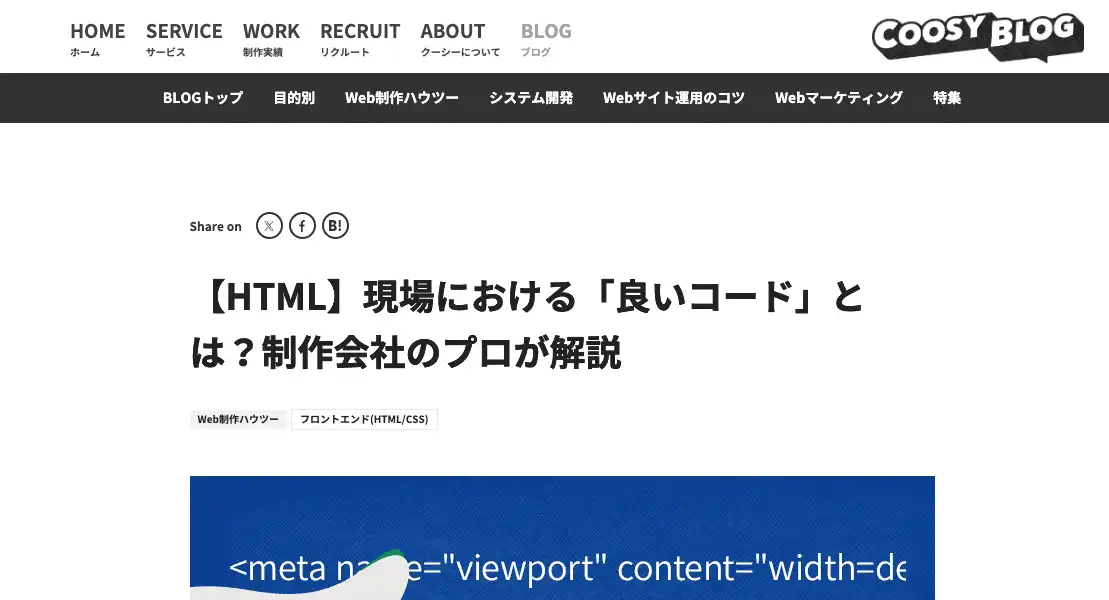 HOME SERVICE WORK RECRUIT ABOUT BLOG
ホーム サービス 制作実績 リクルート クーシーについて ブログ
COOSY BLOG
BLOGトップ 目的別 Web制作ハウツー システム開発 Webサイト運用のコツ Webマーケティング 特集
Share on 𝕏 f B!
【HTML】現場における「良いコード」と
は？制作会社のプロが解説
Web制作ハウツー フロントエンド(HTML/CSS)
<meta na e="viewport" content="width=de